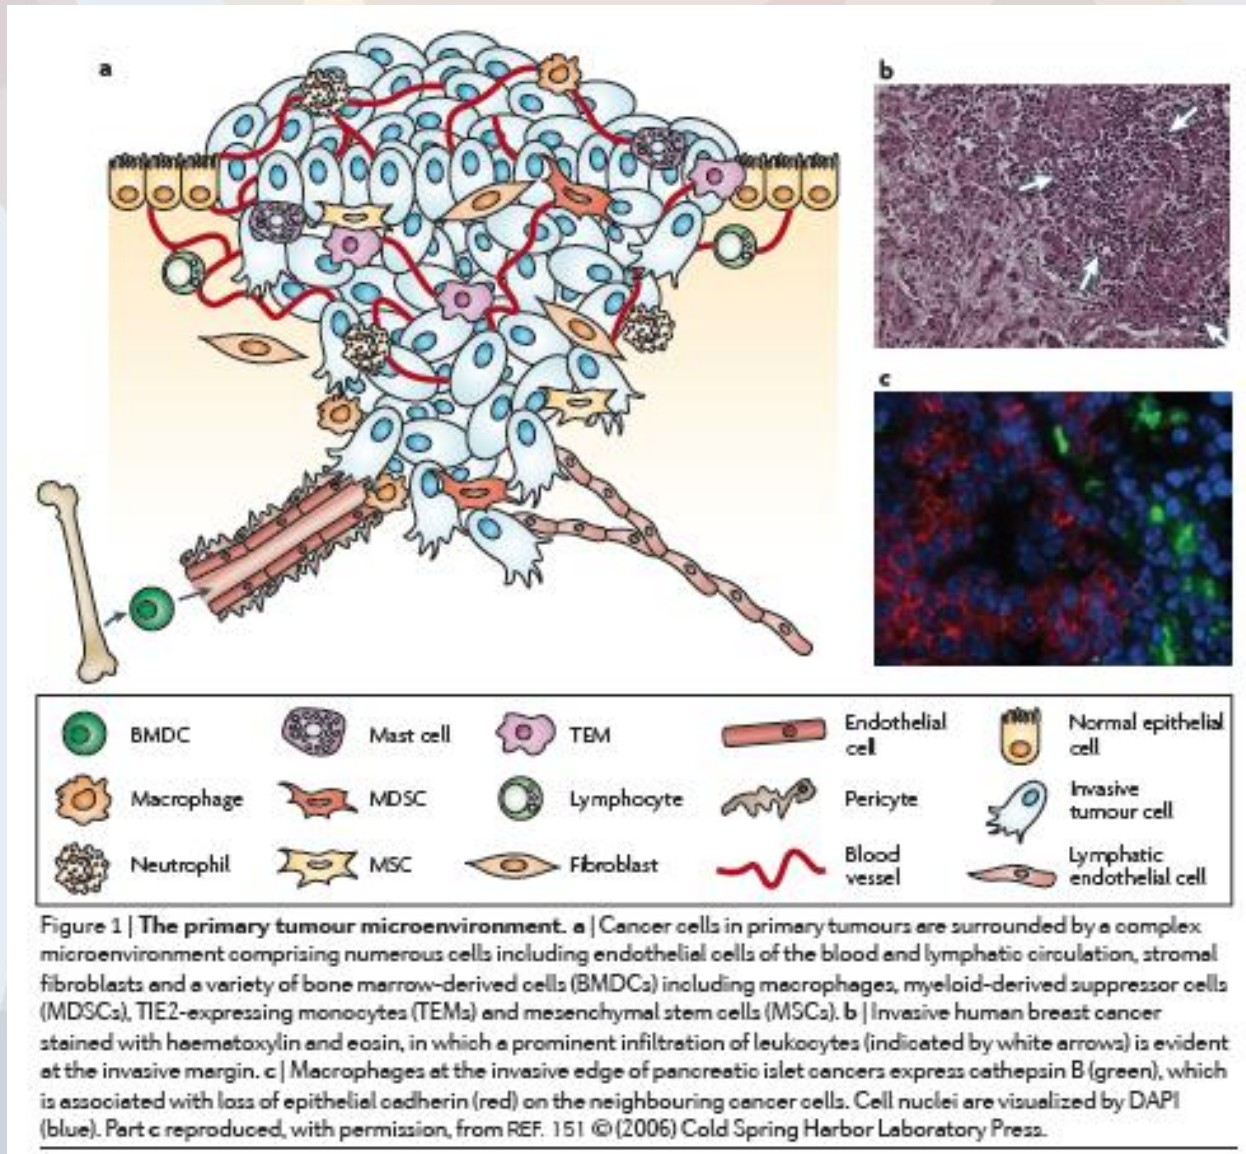 a
b
c
BMDC
Mast cell
TEM
Endothelial
cell
Normal epithelial
cell
Macrophage
MDSC
Lymphocyte
Pericyte
Invasive
tumour cell
Neutrophil
MSC
Fibroblast
Blood
vessel
Lymphatic
endothelial cell
Figure 1 | The primary tumour microenvironment. a | Cancer cells in primary tumours are surrounded by a complex
microenvironment comprising numerous cells including endothelial cells of the blood and lymphatic circulation, stromal
fibroblasts and a variety of bone marrow-derived cells (BMDCs) including macrophages, myeloid-derived suppressor cells
(MDSCs), TIE2-expressing monocytes (TEMs) and mesenchymal stem cells (MSCs). b | Invasive human breast cancer
stained with haematoxylin and eosin, in which a prominent infiltration of leukocytes (indicated by white arrows) is evident
at the invasive margin. c | Macrophages at the invasive edge of pancreatic islet cancers express cathepsin B (green), which
is associated with loss of epithelial cadherin (red) on the neighbouring cancer cells. Cell nuclei are visualized by DAPI
(blue). Part c reproduced, with permission, from REF. 151 © (2006) Cold Spring Harbor Laboratory Press.